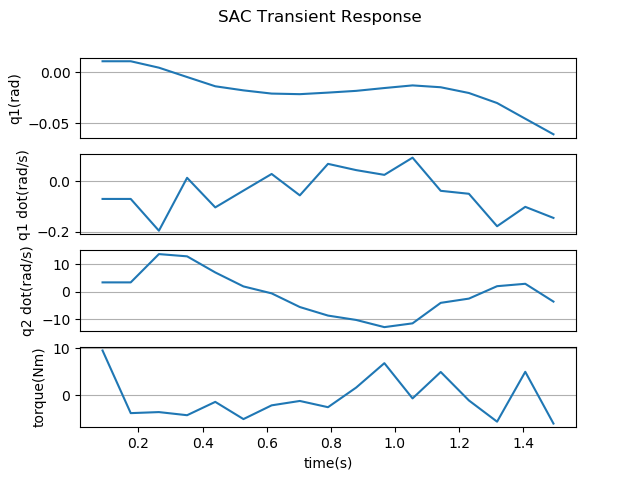 SAC Transient Response
q1(rad)
0.00
−0.05
q1 dot(rad/s)
0.0
−0.2
q2 dot(rad/s)
10
0
−10
torque(Nm)
10
0
0.2 0.4 0.6 0.8 1.0 1.2 1.4
time(s)